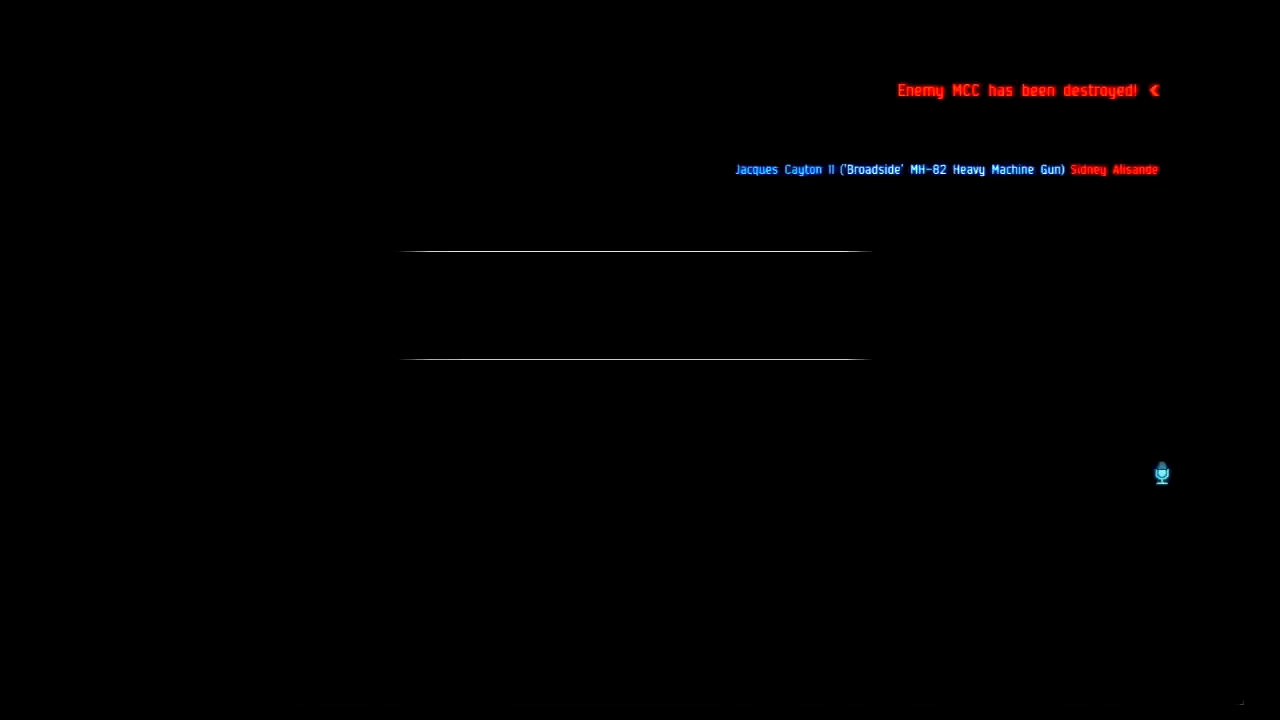 Enemy MCC has been destroyed!
Jacques Cayton II ('Broadside' MH-82 Heavy Machine Gun) Sidney Alisande